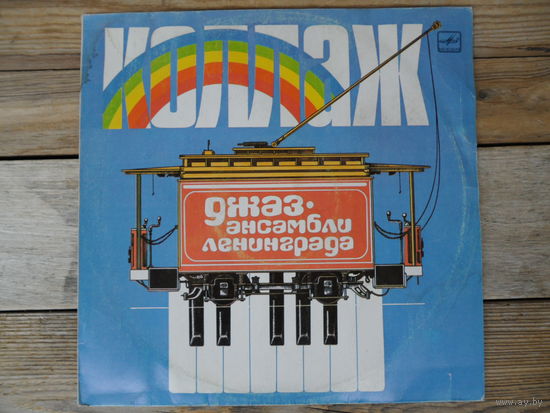 коллаж
джаз·
ансамбли
ленинграда
www.ay.by